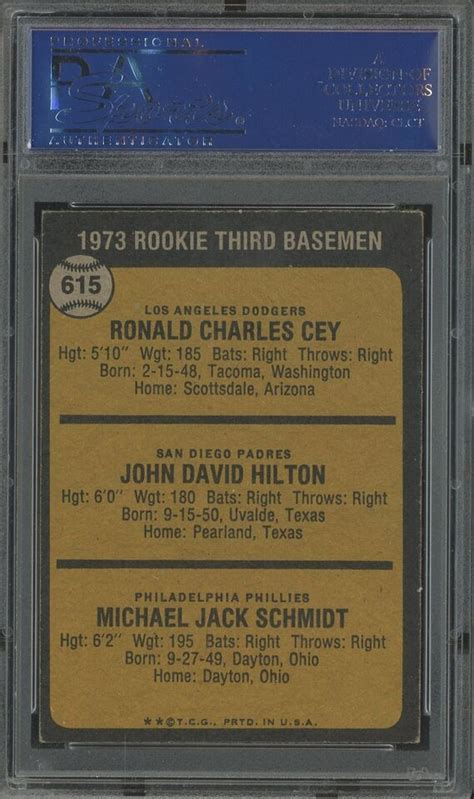 PROFESSIONAL
PSA
AUTHENTICATOR
A
DIVISION OF
COLLECTORS
UNIVERSE
NASDAQ: CLCT
1973 ROOKIE THIRD BASEMEN
615
LOS ANGELES DODGERS
RONALD CHARLES CEY
Hgt: 5'10" Wgt: 185 Bats: Right Throws: Right
Born: 2-15-48, Tacoma, Washington
Home: Scottsdale, Arizona
SAN DIEGO PADRES
JOHN DAVID HILTON
Hgt: 6'0" Wgt: 180 Bats: Right Throws: Right
Born: 9-15-50, Uvalde, Texas
Home: Pearland, Texas
PHILADELPHIA PHILLIES
MICHAEL JACK SCHMIDT
Hgt: 6'2" Wgt: 195 Bats: Right Throws: Right
Born: 9-27-49, Dayton, Ohio
Home: Dayton, Ohio
★★©T.C.G., PRTD. IN U.S.A.